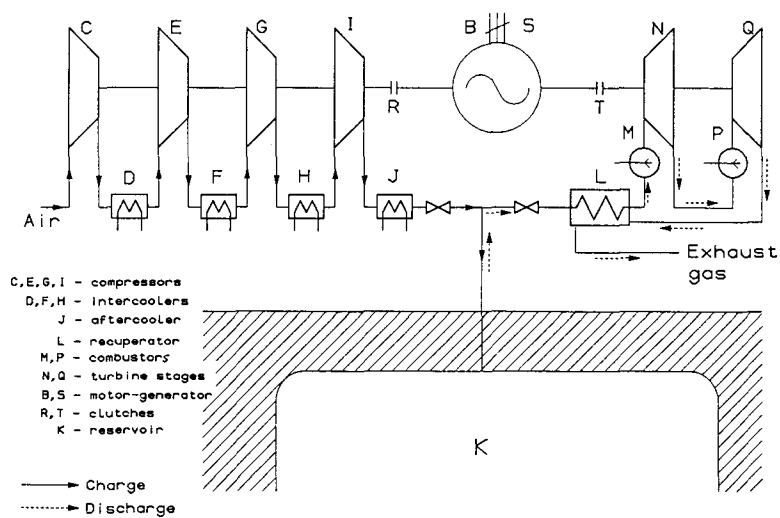 C
E
G
I
B
S
N
Q
R
T
M
P
D
F
H
J
L
Air
Exhaust
gas
C,E,G,I - compressors
D,F,H - intercoolers
J - aftercooler
L - recuperator
M,P - combustors
N,Q - turbine stages
B,S - motor-generator
R,T - clutches
K - reservoir
K
Charge
Discharge